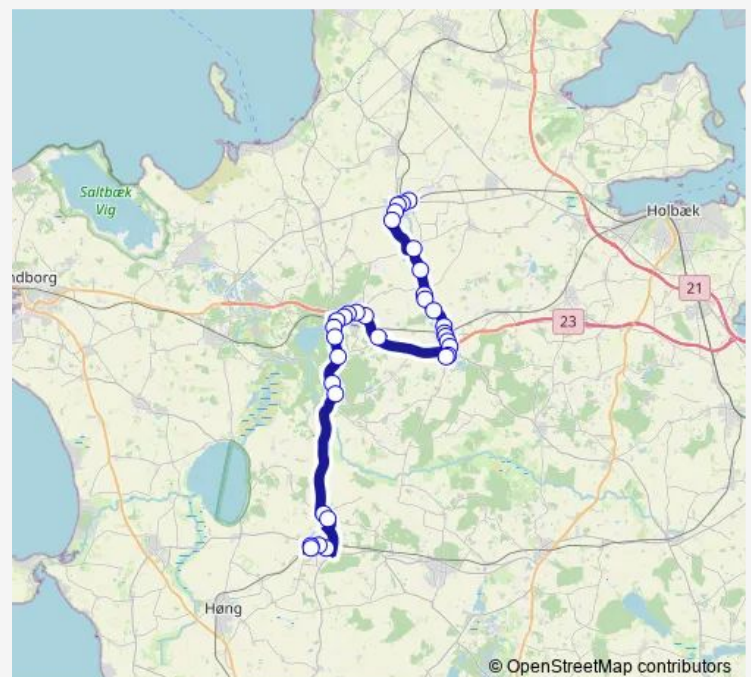 Saltbæk
Vig
Holbæk
ndborg
21
23
Høng
© OpenStreetMap contributors